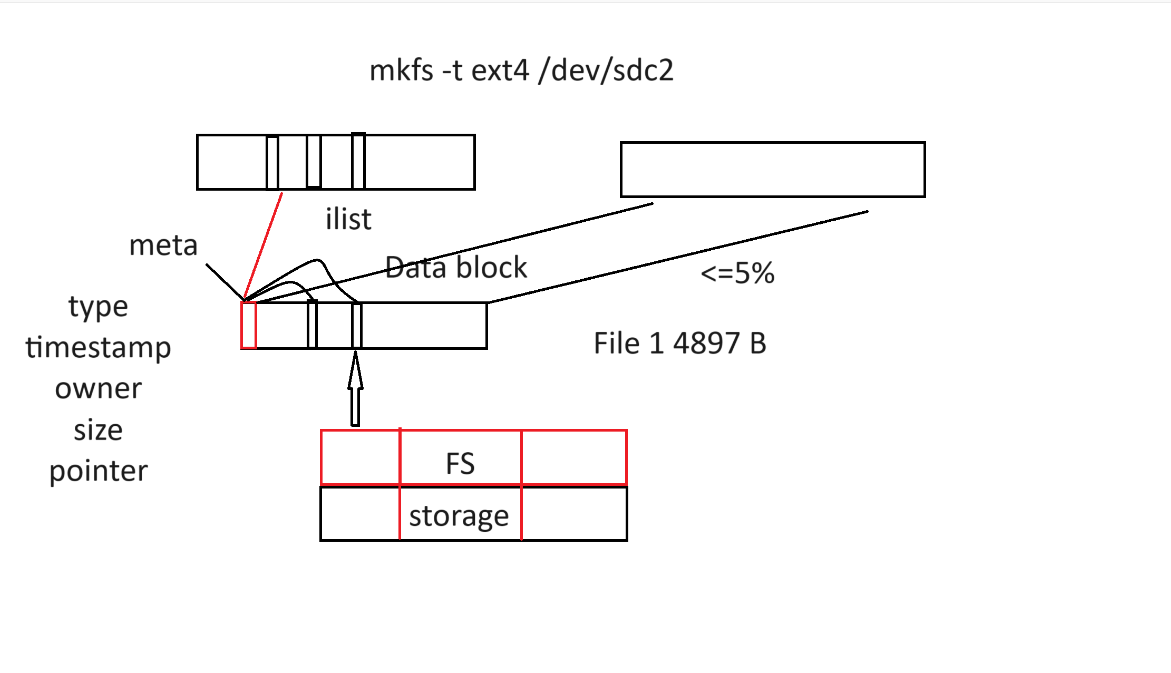 mkfs -t ext4 /dev/sdc2
ilist
meta
Data block
<=5%
type
timestamp
owner
size
pointer
File 1 4897 B
FS
storage